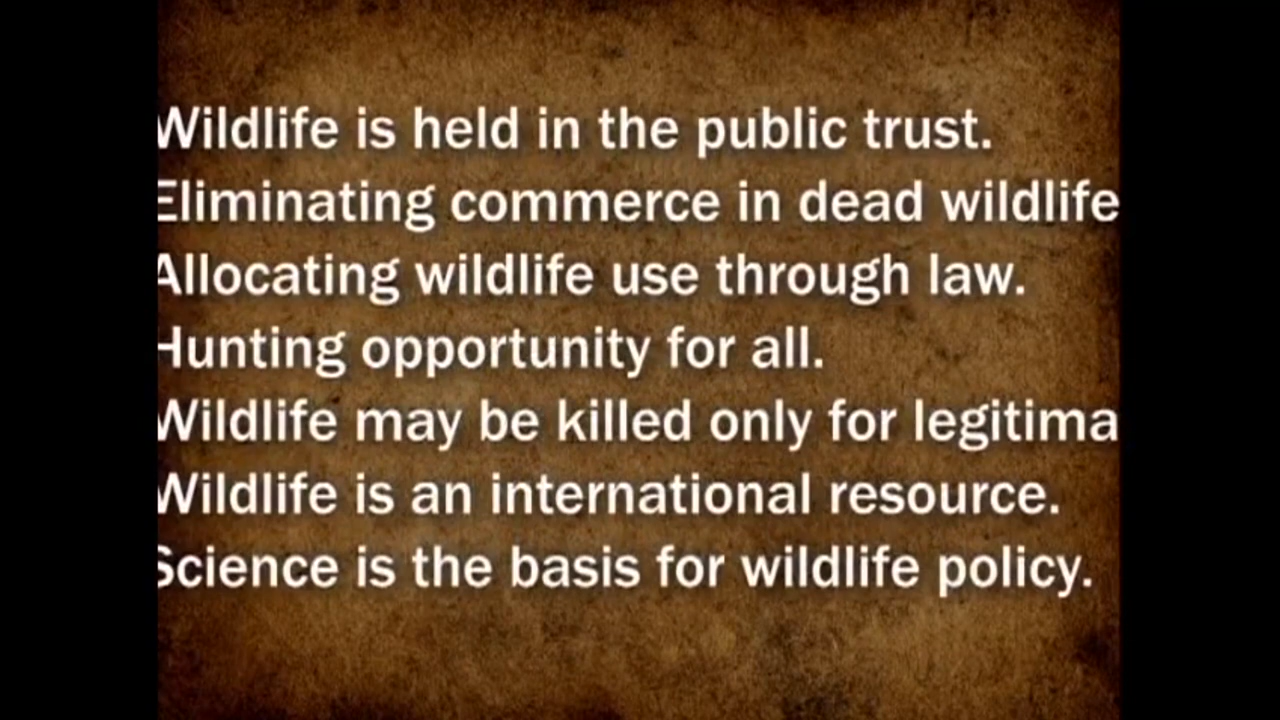 Wildlife is held in the public trust.
Eliminating commerce in dead wildlife
Allocating wildlife use through law.
Hunting opportunity for all.
Wildlife may be killed only for legitima
Wildlife is an international resource.
Science is the basis for wildlife policy.